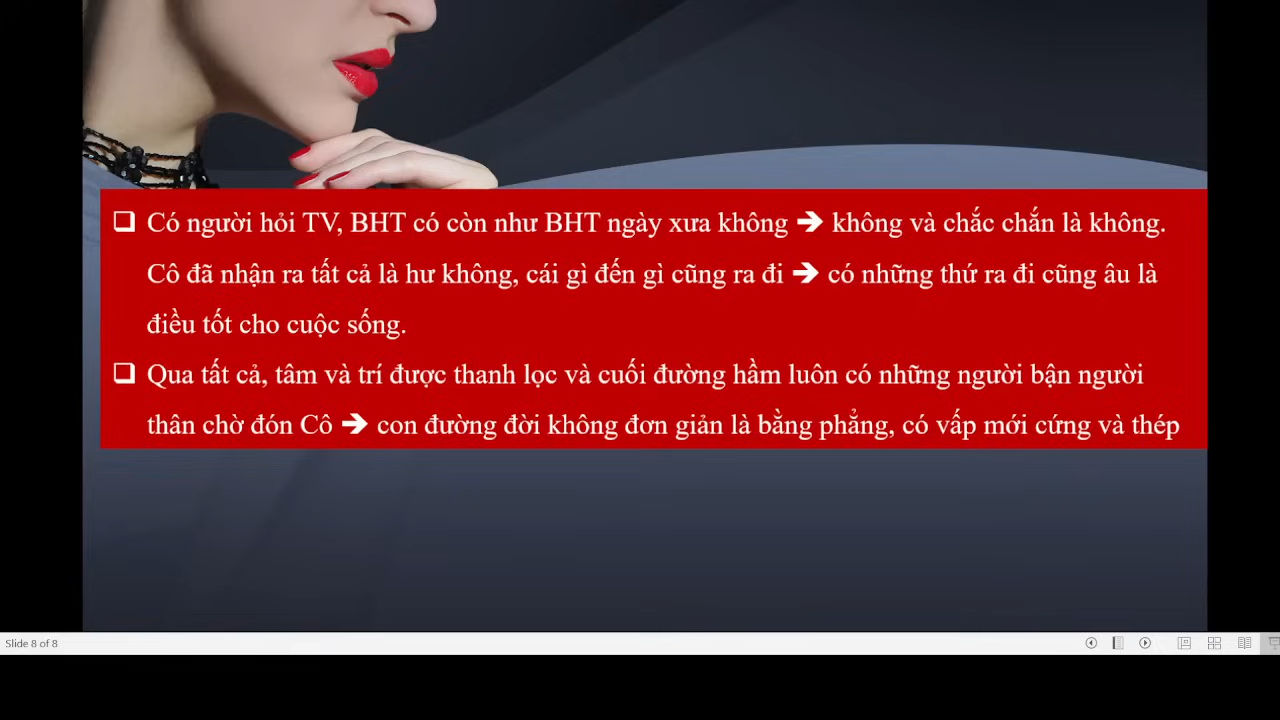 ❑ Có người hỏi TV, BHT có còn như BHT ngày xưa không ➔ không và chắc chắn là không.
Cô đã nhận ra tất cả là hư không, cái gì đến gì cũng ra đi ➔ có những thứ ra đi cũng âu là
điều tốt cho cuộc sống.
❑ Qua tất cả, tâm và trí được thanh lọc và cuối đường hầm luôn có những người bận người
thân chờ đón Cô ➔ con đường đời không đơn giản là bằng phẳng, có vấp mới cứng và thép
Slide 8 of 8